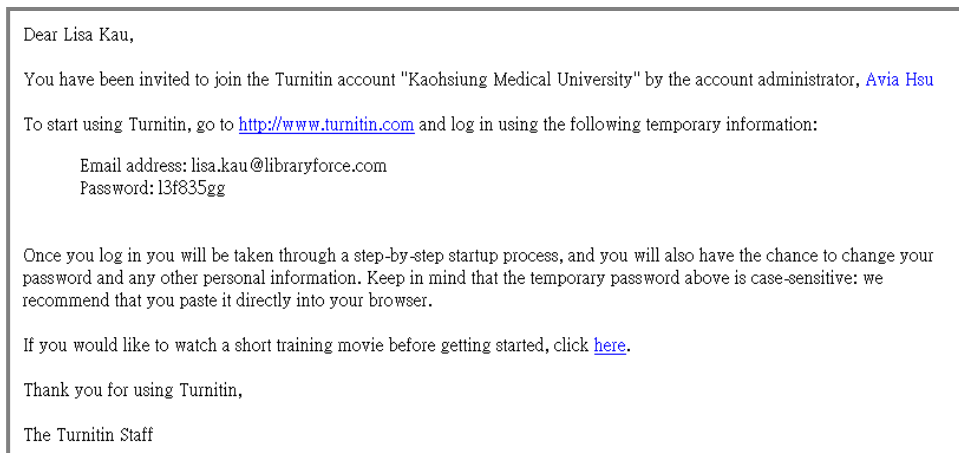 Dear Lisa Kau,
You have been invited to join the Turnitin account "Kaohsiung Medical University" by the account administrator, Avia Hsu
To start using Turnitin, go to http://www.turnitin.com and log in using the following temporary information:
Email address: lisa.kau@libraryforce.com
Password: l3f835gg
Once you log in you will be taken through a step-by-step startup process, and you will also have the chance to change your
password and any other personal information. Keep in mind that the temporary password above is case-sensitive: we
recommend that you paste it directly into your browser.
If you would like to watch a short training movie before getting started, click here.
Thank you for using Turnitin,
The Turnitin Staff